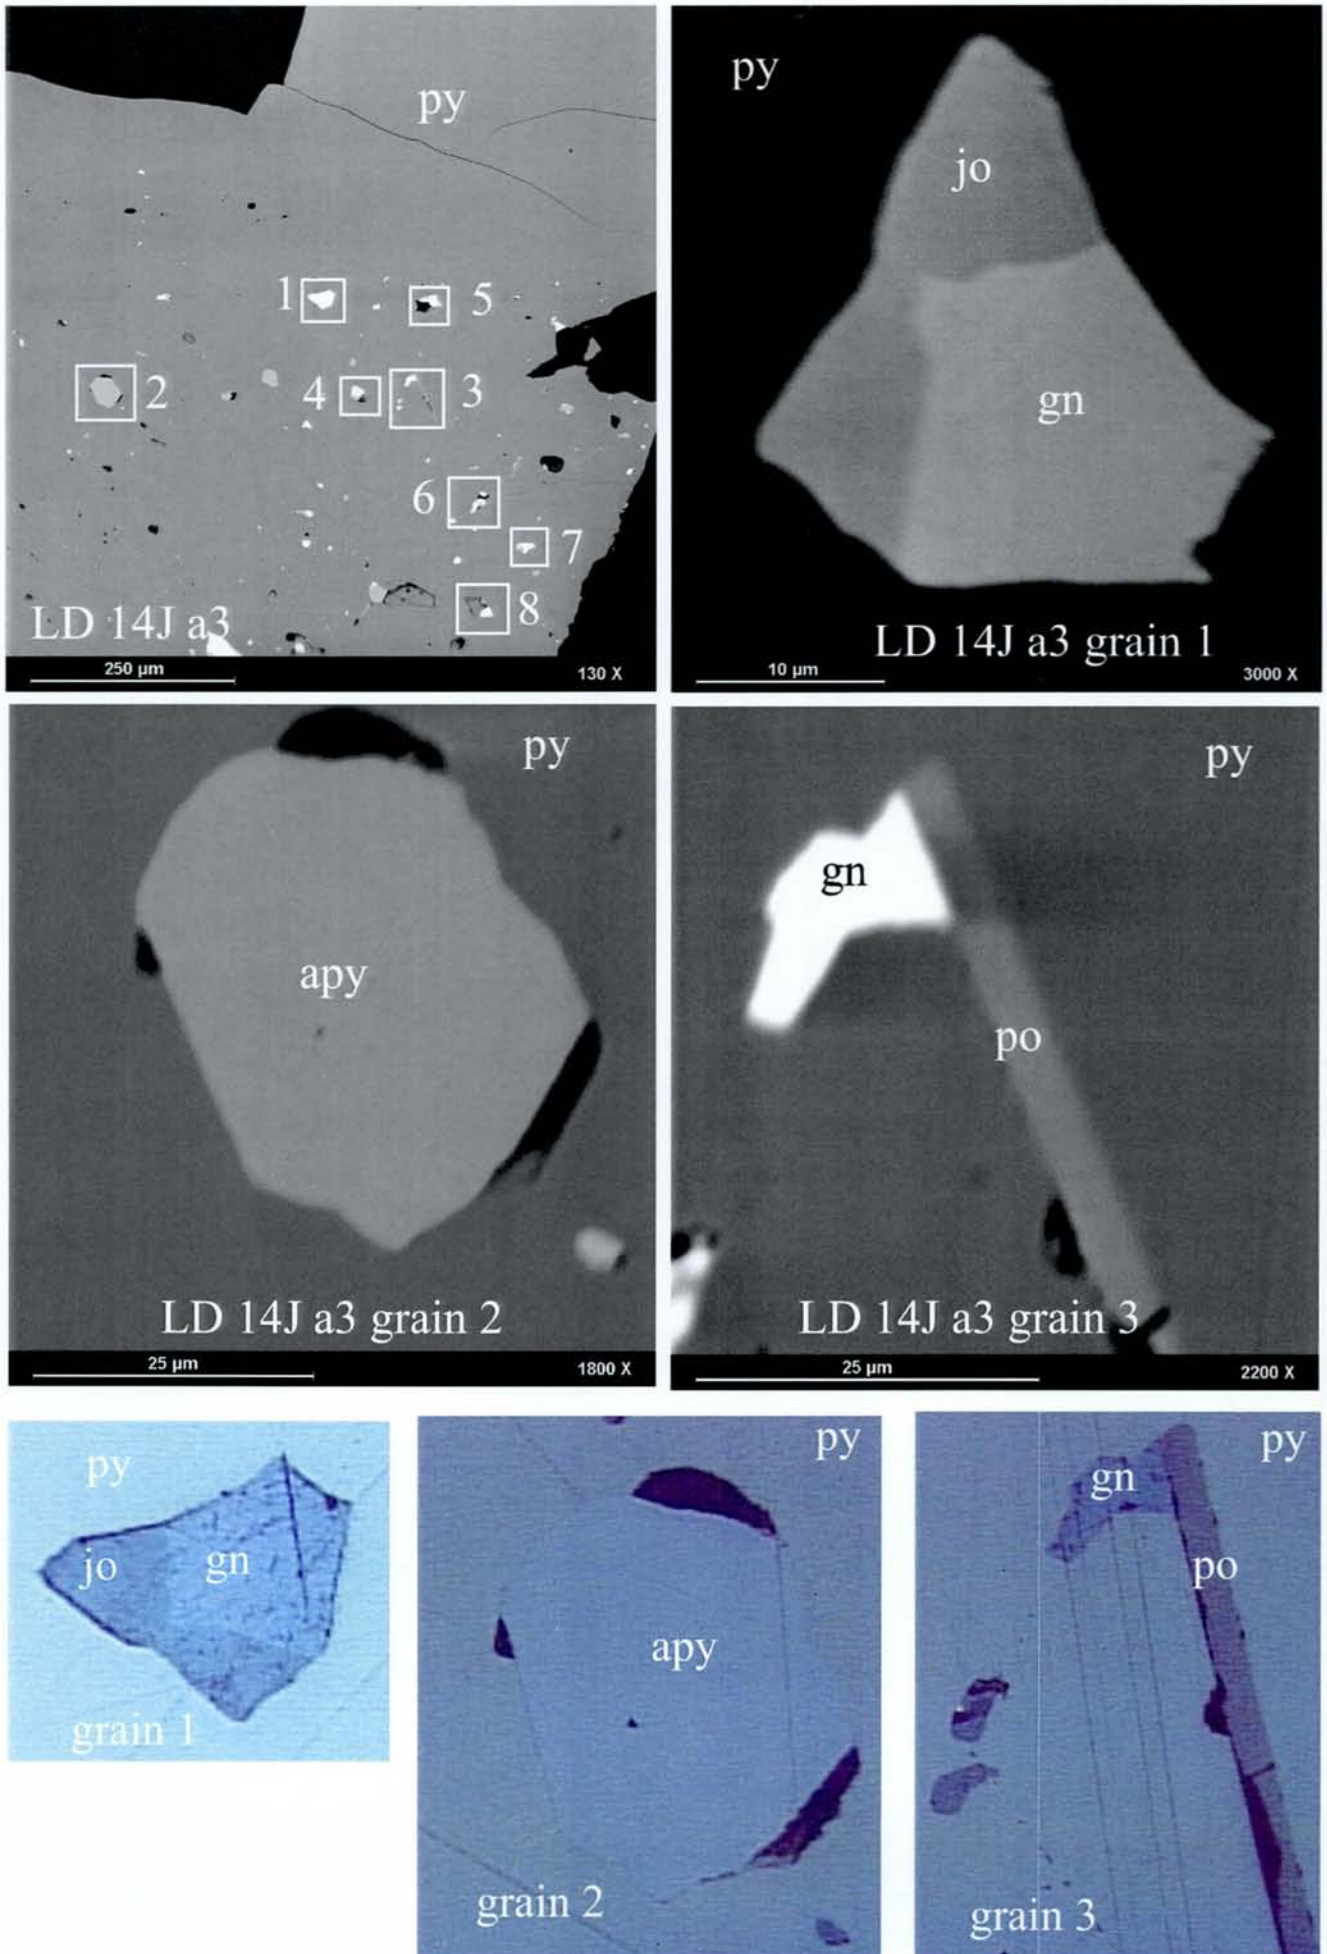 py
1
5
2
4
3
6
7
8
LD 14J a3
250 µm
130 X
py
jo
gn
LD 14J a3 grain 1
10 µm
3000 X
py
apy
LD 14J a3 grain 2
25 µm
1800 X
py
gn
po
LD 14J a3 grain 3
25 µm
2200 X
py
jo
gn
grain 1
py
apy
grain 2
py
gn
po
grain 3